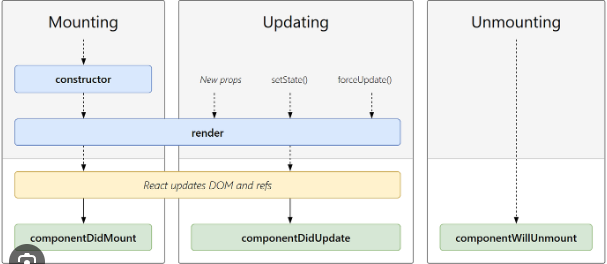 Mounting
Updating
Unmounting
constructor
New props
setState()
forceUpdate()
render
React updates DOM and refs
componentDidMount
componentDidUpdate
componentWillUnmount